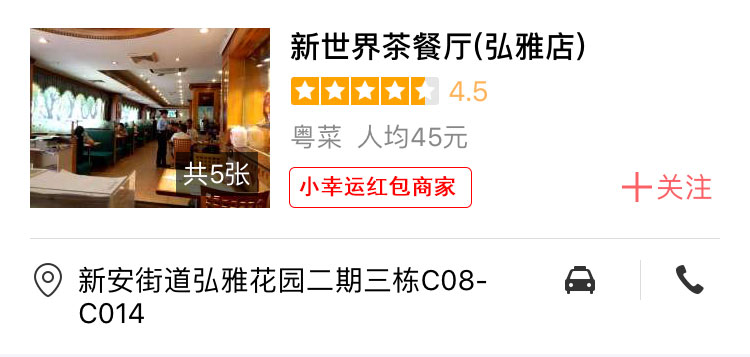 新世界茶餐厅(弘雅店)
4.5
粤菜 人均45元
共5张
小幸运红包商家
关注
新安街道弘雅花园二期三栋C08-
C014